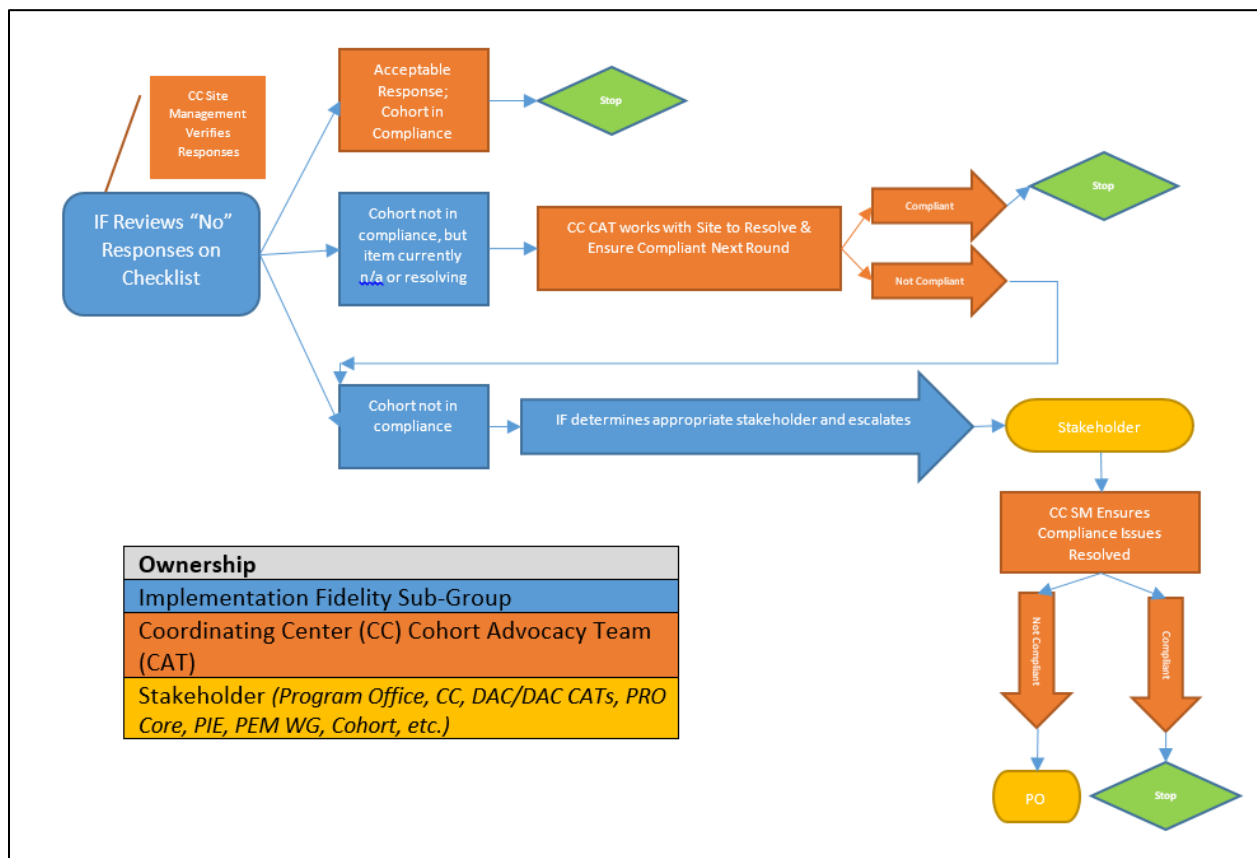 CC Site
Management
Verifies
Responses
IF Reviews “No”
Responses on
Checklist
Acceptable
Response;
Cohort in
Compliance
Stop
Cohort not in
compliance, but
item currently
n/a or resolving
CC CAT works with Site to Resolve &
Ensure Compliant Next Round
Compliant
Stop
Not Compliant
Cohort not in
compliance
IF determines appropriate stakeholder and escalates
Stakeholder
CC SM Ensures
Compliance Issues
Resolved
Not Compliant
Compliant
PO
Stop
Ownership
Implementation Fidelity Sub-Group
Coordinating Center (CC) Cohort Advocacy Team
(CAT)
Stakeholder (Program Office, CC, DAC/DAC CATs, PRO
Core, PIE, PEM WG, Cohort, etc.)